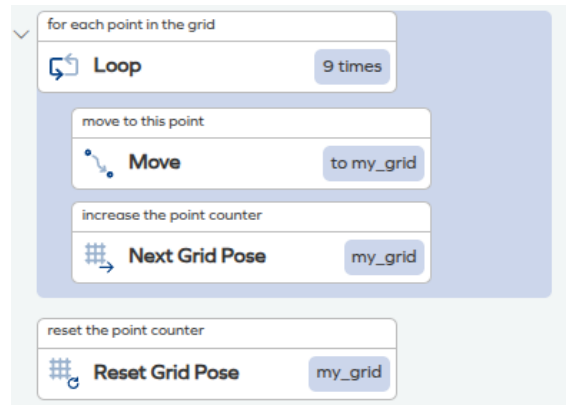 for each point in the grid
Loop 9 times
move to this point
Move to my_grid
increase the point counter
Next Grid Pose my_grid
reset the point counter
Reset Grid Pose my_grid